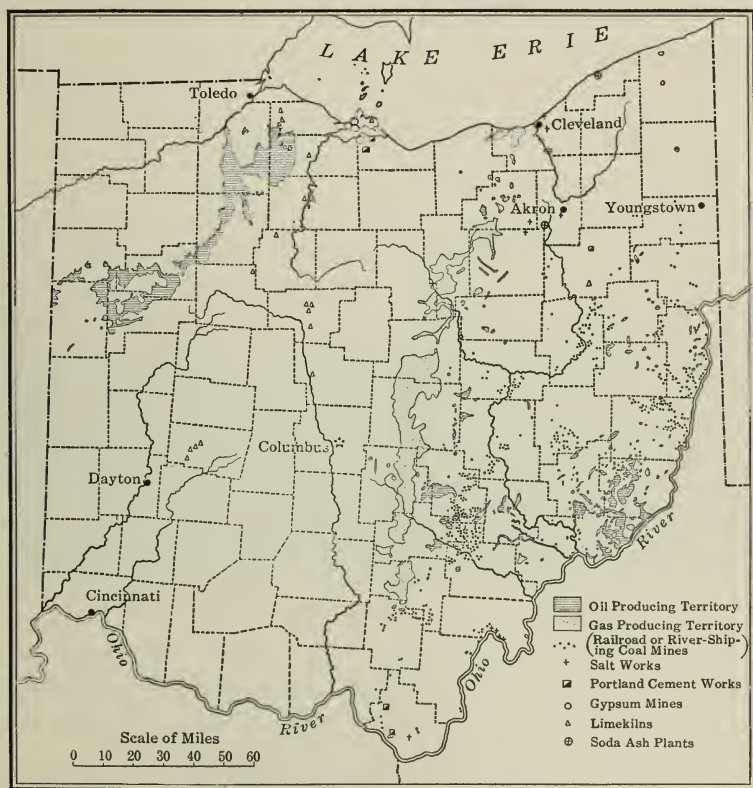 LAKE ERIE
Toledo
Cleveland
Akron
Youngstown
Columbus
Dayton
Cincinnati
Ohio
River
Ohio
River
Oil Producing Territory
Gas Producing Territory
(Railroad or River-Ship-
ing Coal Mines
Salt Works
Portland Cement Works
Gypsum Mines
Limekilns
Soda Ash Plants
Scale of Miles
0 10 20 30 40 50 60